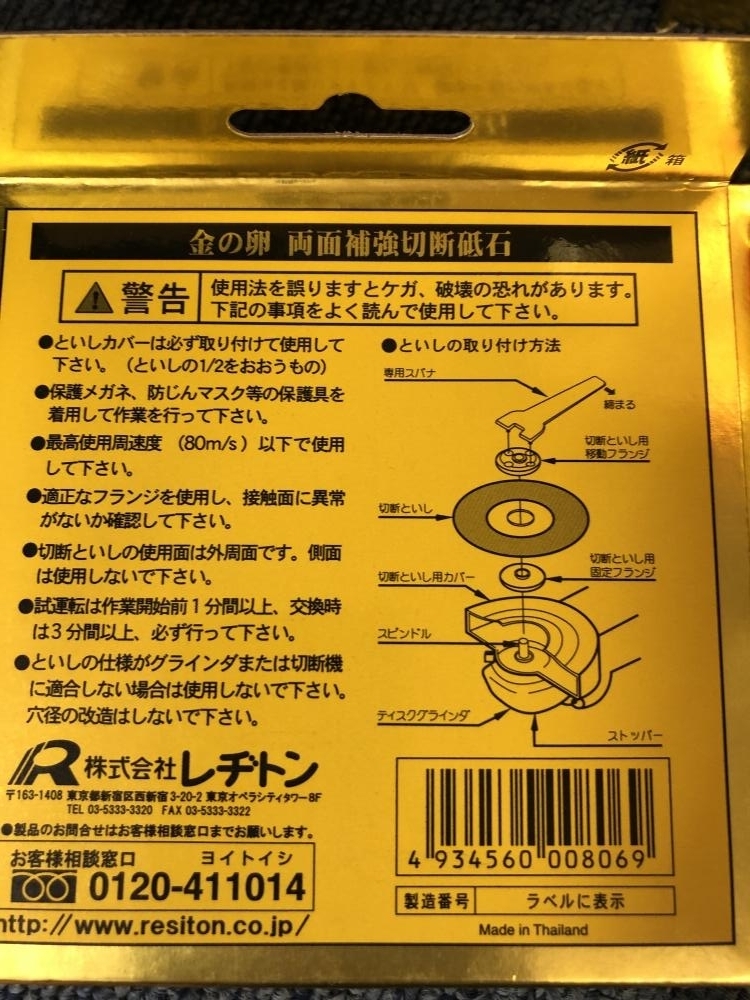 紙 箱
金の卵 両面補強切断砥石
警告
使用法を誤りますとケガ、破壊の恐れがあります。
下記の事項をよく読んで使用して下さい。
●といしカバーは必ず取り付けて使用して
下さい。（といしの1/2をおおうもの）
●保護メガネ、防じんマスク等の保護具を
着用して作業を行って下さい。
●最高使用周速度 （80m/s）以下で使用
して下さい。
●適正なフランジを使用し、接触面に異常
がないか確認して下さい。
●切断といしの使用面は外周面です。側面
は使用しないで下さい。
●試運転は作業開始前1分間以上、交換時
は3分間以上、必ず行って下さい。
●といしの仕様がグラインダまたは切断機
に適合しない場合は使用しないで下さい。
穴径の改造はしないで下さい。
●といしの取り付け方法
専用スパナ
締まる
切断といし用
移動フランジ
切断といし
切断といし用
固定フランジ
切断といし用カバー
スピンドル
ディスクグラインダ
ストッパー
R 株式会社レヂトン
〒163-1408 東京都新宿区西新宿3-20-2 東京オペラシティタワー8F
TEL 03-5333-3320 FAX 03-5333-3322
●製品のお問合せはお客様相談窓口までお願いします。
お客様相談窓口 ヨイトイシ
0120-411014
http://www.resiton.co.jp/
4 934560 008069
製造番号 ラベルに表示
Made in Thailand